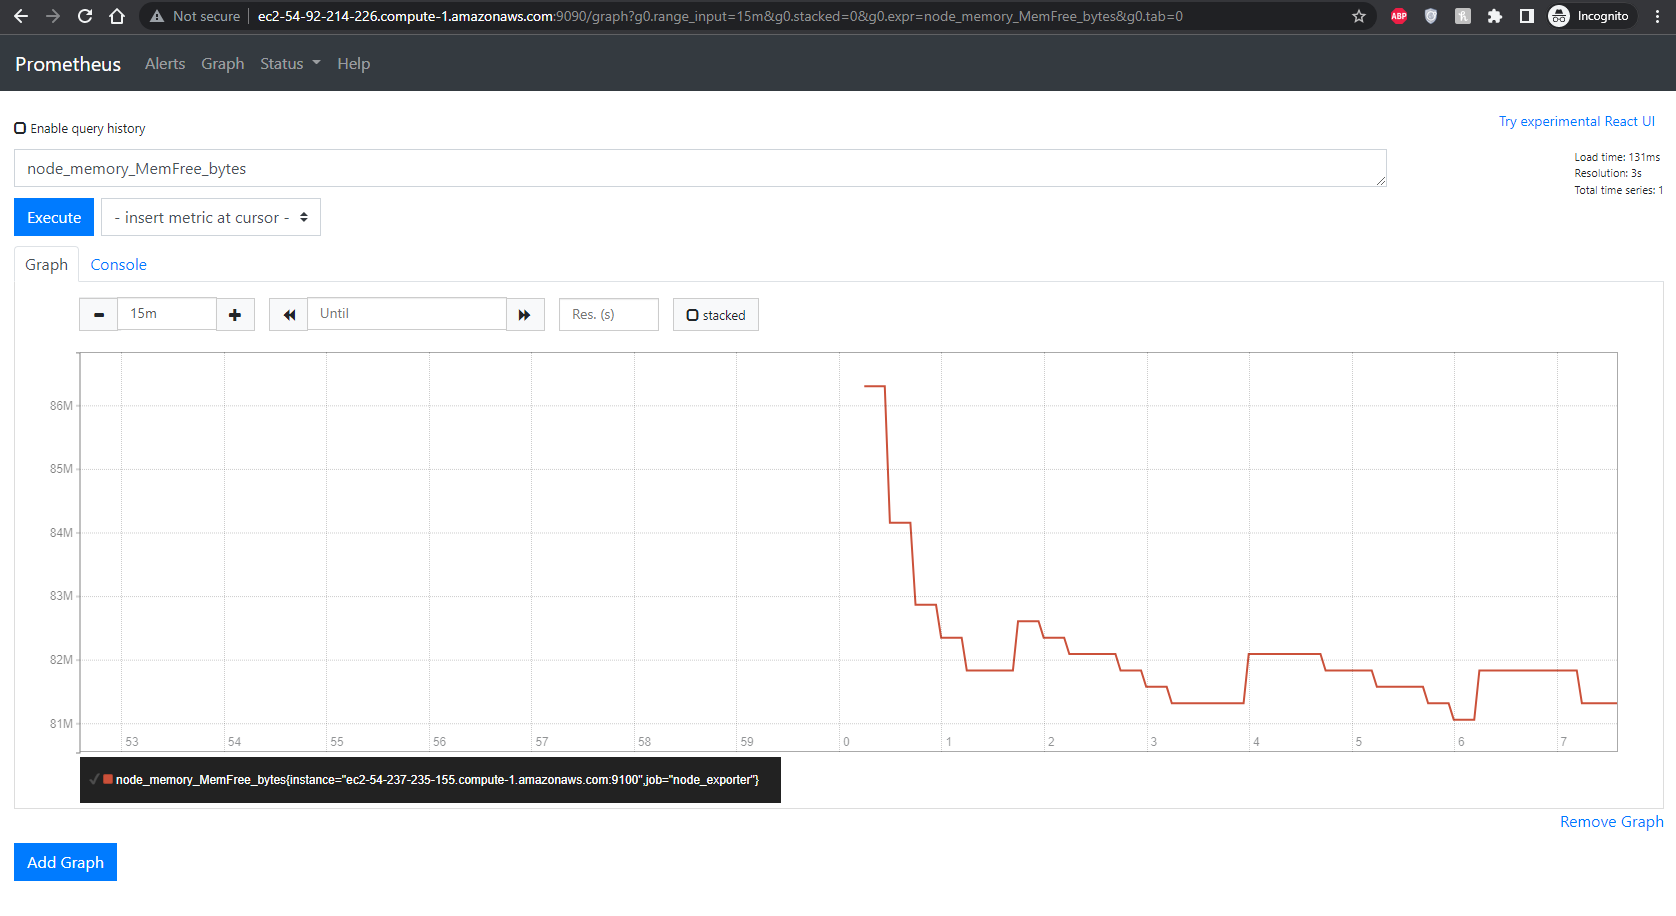 Not secure ec2-54-92-214-226.compute-1.amazonaws.com:9090/graph?g0.range_input=15m&g0.stacked=0&g0.expr=node_memory_MemFree_bytes&g0.tab=0 ABP Incognito
Prometheus Alerts Graph Status Help
Enable query history
Try experimental React UI
node_memory_MemFree_bytes
Load time: 131ms
Resolution: 3s
Total time series: 1
Execute - insert metric at cursor -
Graph Console
15m Until Res. (s) stacked
86M
85M
84M
83M
82M
81M
53 54 55 56 57 58 59 0 1 2 3 4 5 6 7
node_memory_MemFree_bytes{instance="ec2-54-237-235-155.compute-1.amazonaws.com:9100",job="node_exporter"}
Remove Graph
Add Graph